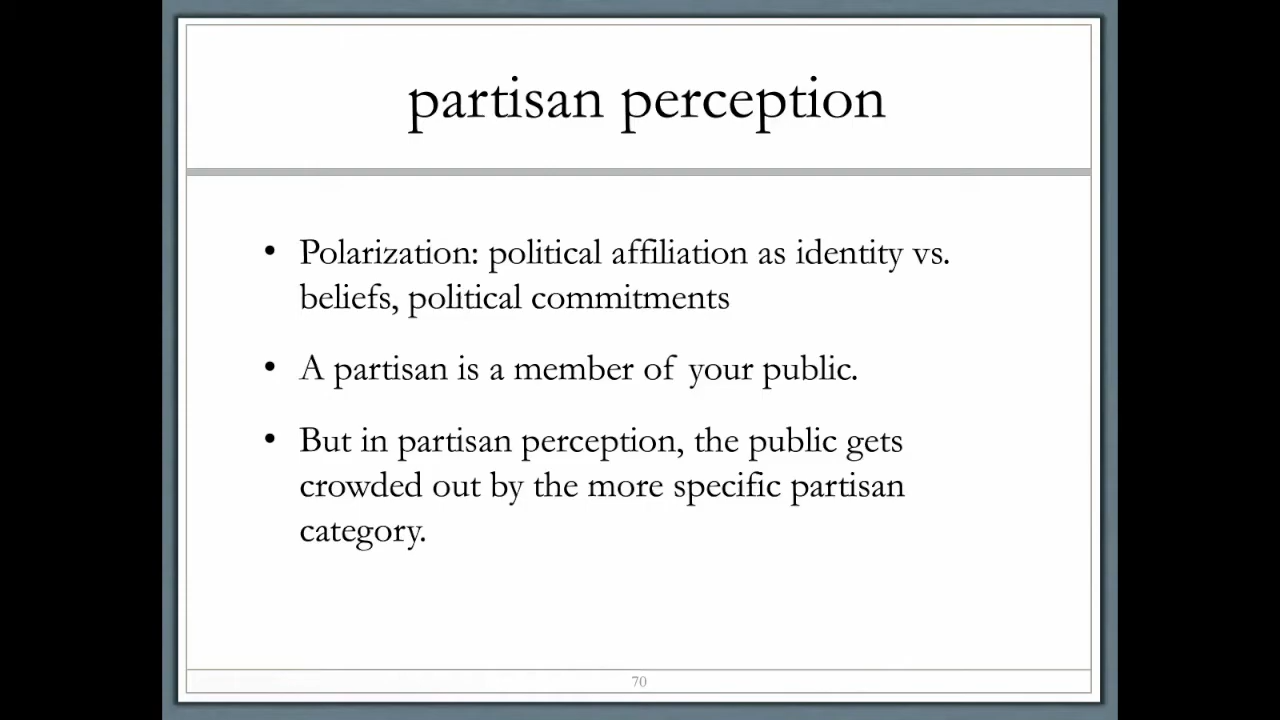 partisan perception
• Polarization: political affiliation as identity vs.
beliefs, political commitments
• A partisan is a member of your public.
• But in partisan perception, the public gets
crowded out by the more specific partisan
category.
70